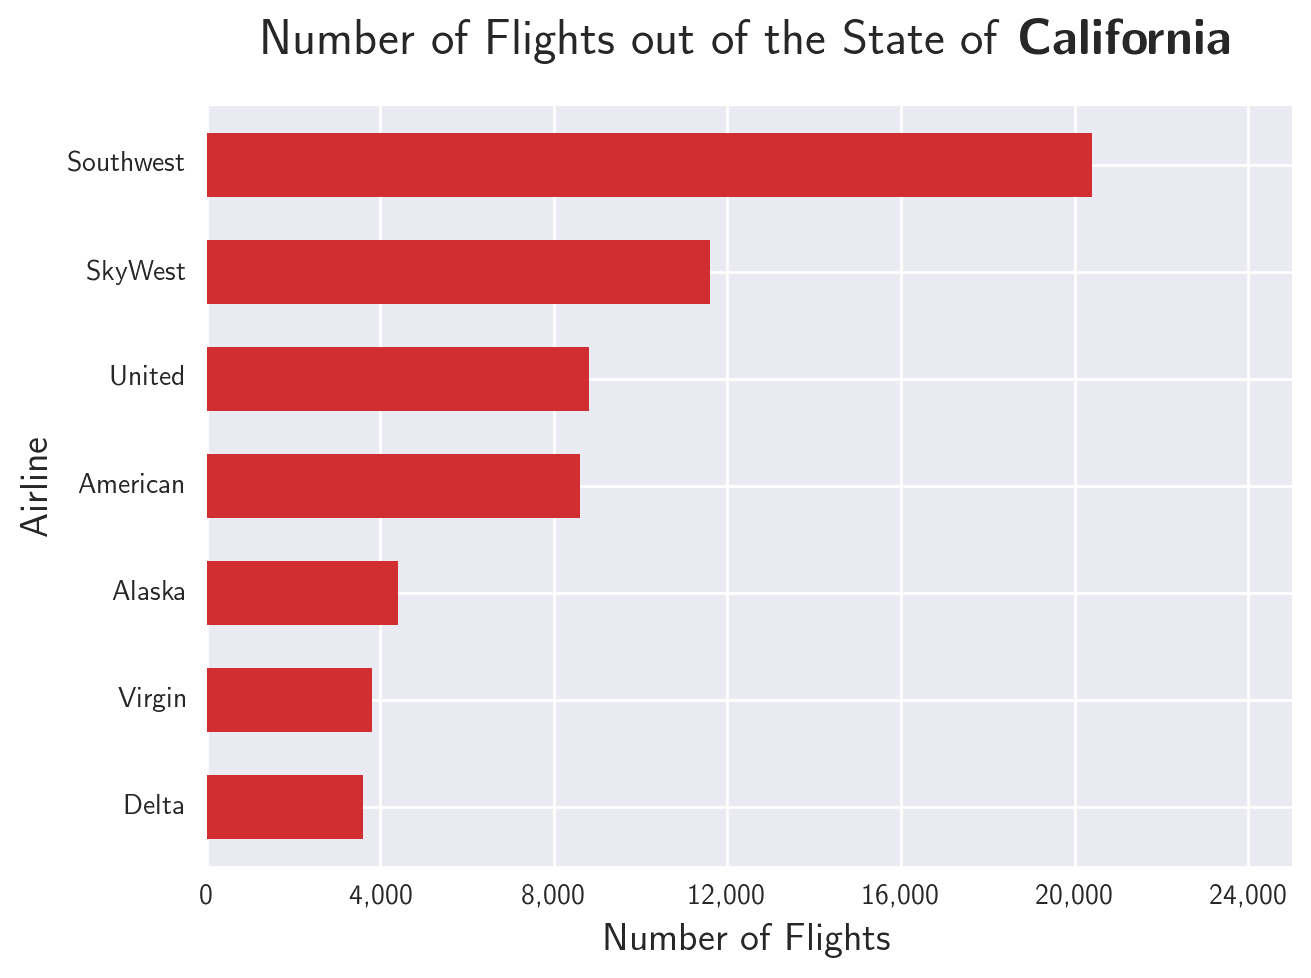 Number of Flights out of the State of California
Southwest
SkyWest
United
American
Alaska
Virgin
Delta
Airline
0 4,000 8,000 12,000 16,000 20,000 24,000
Number of Flights